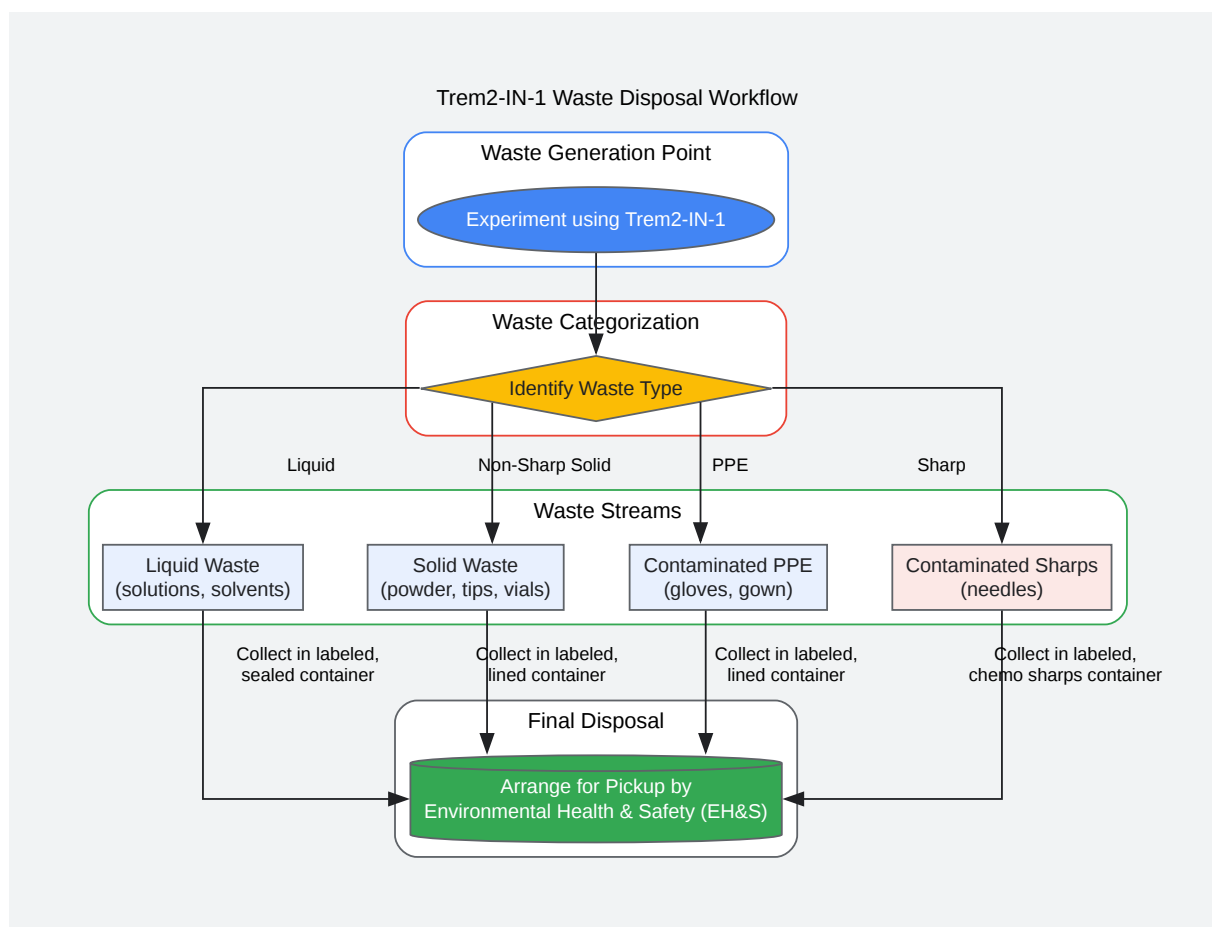 Trem2-IN-1 Waste Disposal Workflow
Waste Generation Point
Experiment using Trem2-IN-1
Waste Categorization
Identify Waste Type
Liquid
Non-Sharp Solid
PPE
Sharp
Waste Streams
Liquid Waste
(solutions, solvents)
Solid Waste
(powder, tips, vials)
Contaminated PPE
(gloves, gown)
Contaminated Sharps
(needles)
Collect in labeled,
sealed container
Collect in labeled,
lined container
Collect in labeled,
lined container
Collect in labeled,
chemo sharps container
Final Disposal
Arrange for Pickup by
Environmental Health & Safety (EH&S)